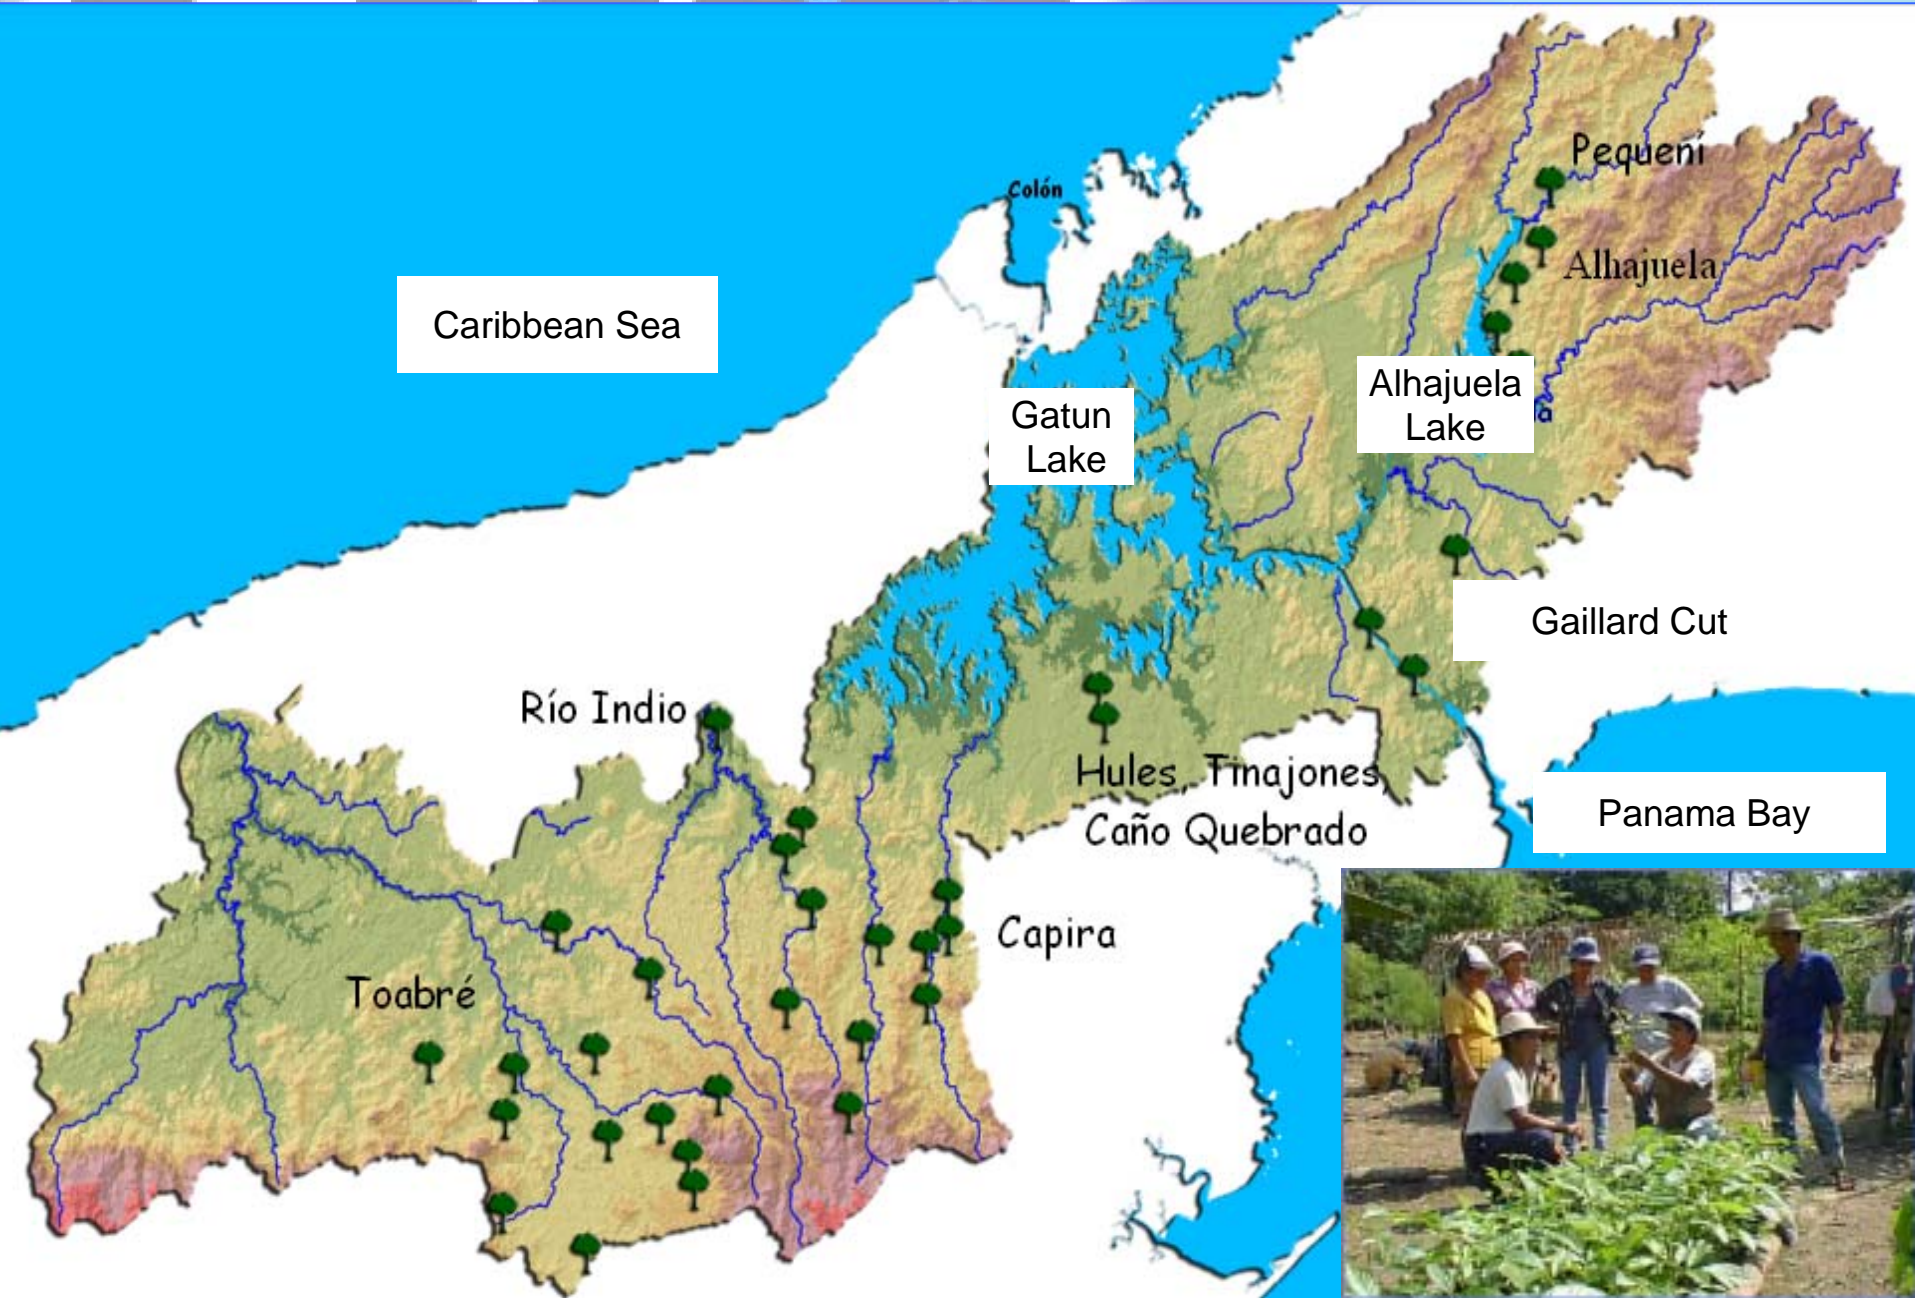 Pequení
Colón
Alhajuela
Caribbean Sea
Alhajuela
Lake
Gatun
Lake
Gaillard Cut
Río Indio
Hules, Tinajones,
Caño Quebrado
Panama Bay
Capira
Toabré